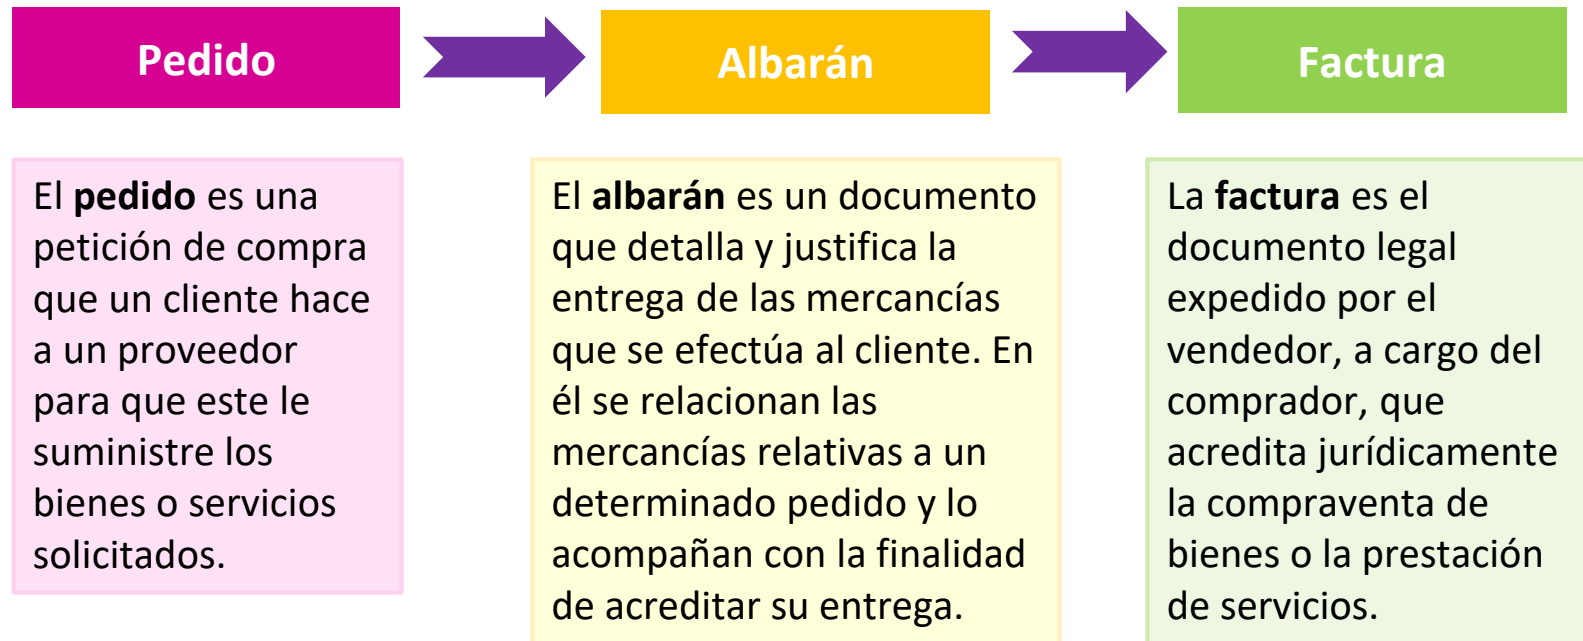 Pedido
Albarán
Factura
El pedido es una
petición de compra
que un cliente hace
a un proveedor
para que este le
suministre los
bienes o servicios
solicitados.
El albarán es un documento
que detalla y justifica la
entrega de las mercancías
que se efectúa al cliente. En
él se relacionan las
mercancías relativas a un
determinado pedido y lo
acompañan con la finalidad
de acreditar su entrega.
La factura es el
documento legal
expedido por el
vendedor, a cargo del
comprador, que
acredita jurídicamente
la compraventa de
bienes o la prestación
de servicios.